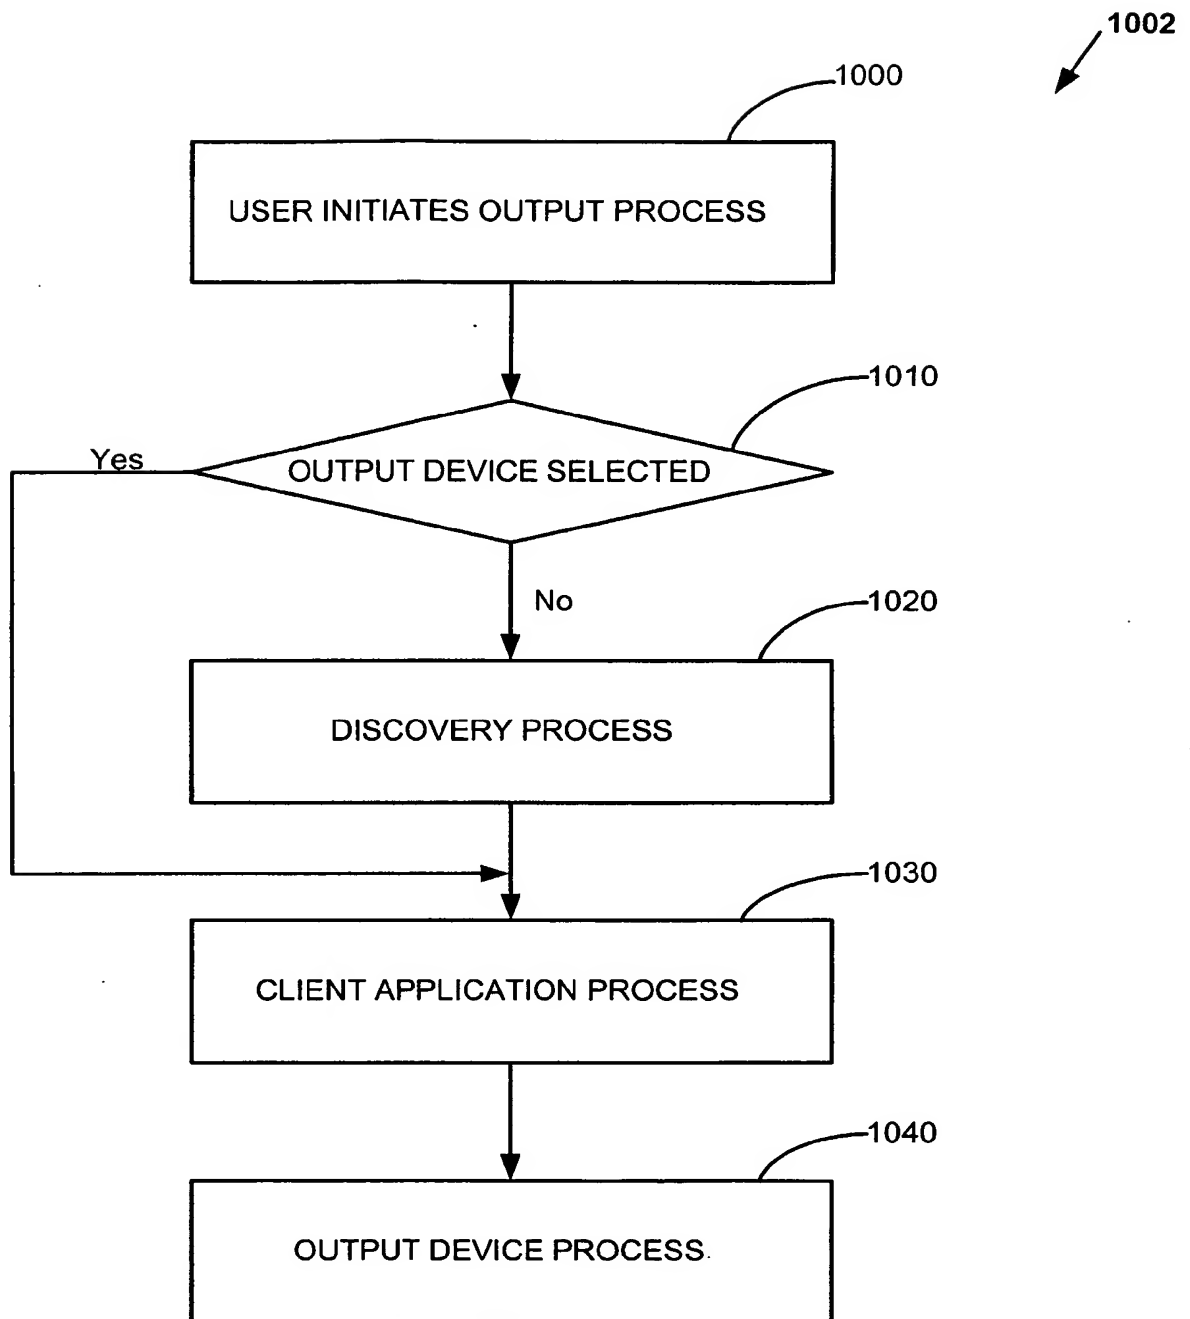 1002
1000
USER INITIATES OUTPUT PROCESS
1010
Yes
OUTPUT DEVICE SELECTED
No
1020
DISCOVERY PROCESS
1030
CLIENT APPLICATION PROCESS
1040
OUTPUT DEVICE PROCESS